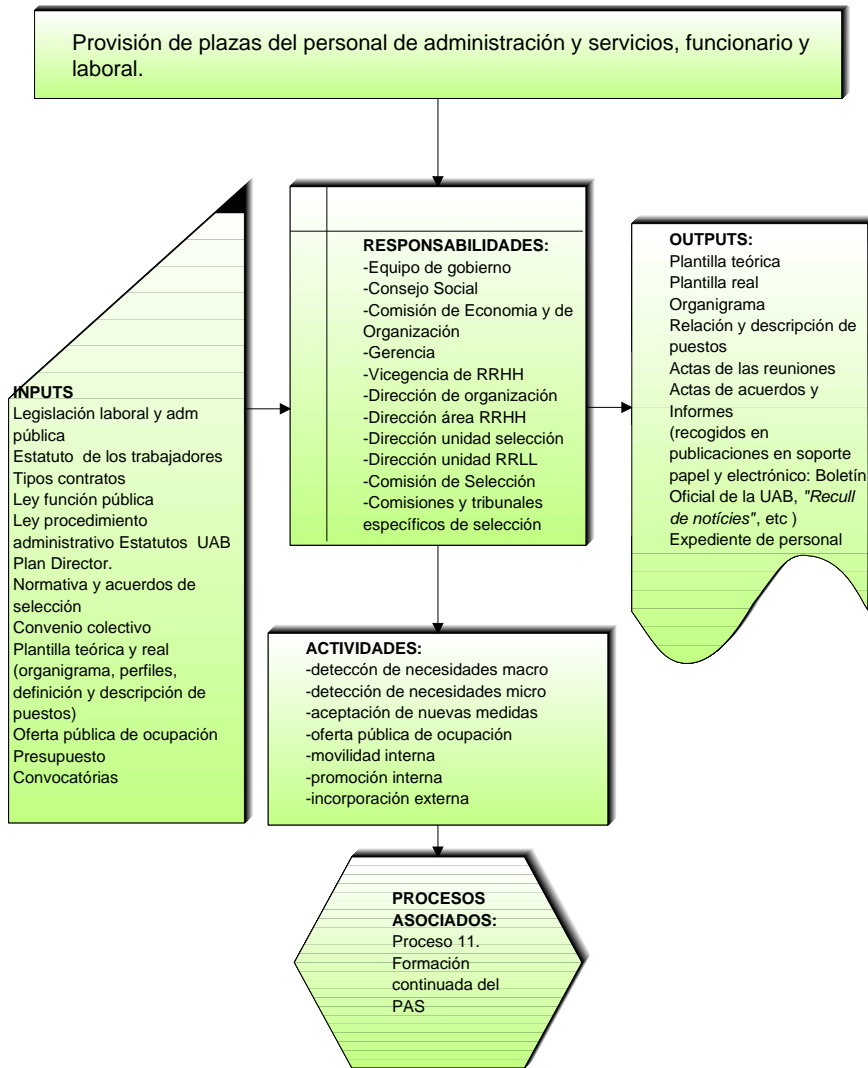 Provisión de plazas del personal de administración y servicios, funcionario y
laboral.
INPUTS
Legislación laboral y adm
pública
Estatuto de los trabajadores
Tipos contratos
Ley función pública
Ley procedimiento
administrativo Estatutos UAB
Plan Director.
Normativa y acuerdos de
selección
Convenio colectivo
Plantilla teórica y real
(organigrama, perfiles,
definición y descripción de
puestos)
Oferta pública de ocupación
Presupuesto
Convocatórias
RESPONSABILIDADES:
-Equipo de gobierno
-Consejo Social
-Comisión de Economia y de
Organización
-Gerencia
-Vicegencia de RRHH
-Dirección de organización
-Dirección área RRHH
-Dirección unidad selección
-Dirección unidad RRLL
-Comisión de Selección
-Comisiones y tribunales
específicos de selección
OUTPUTS:
Plantilla teórica
Plantilla real
Organigrama
Relación y descripción de
puestos
Actas de las reuniones
Actas de acuerdos y
Informes
(recogidos en
publicaciones en soporte
papel y electrónico: Boletín
Oficial de la UAB, "Recull
de notícies", etc )
Expediente de personal
ACTIVIDADES:
-deteccón de necesidades macro
-detección de necesidades micro
-aceptación de nuevas medidas
-oferta pública de ocupación
-movilidad interna
-promoción interna
-incorporación externa
PROCESOS
ASOCIADOS:
Proceso 11.
Formación
continuada del
PAS